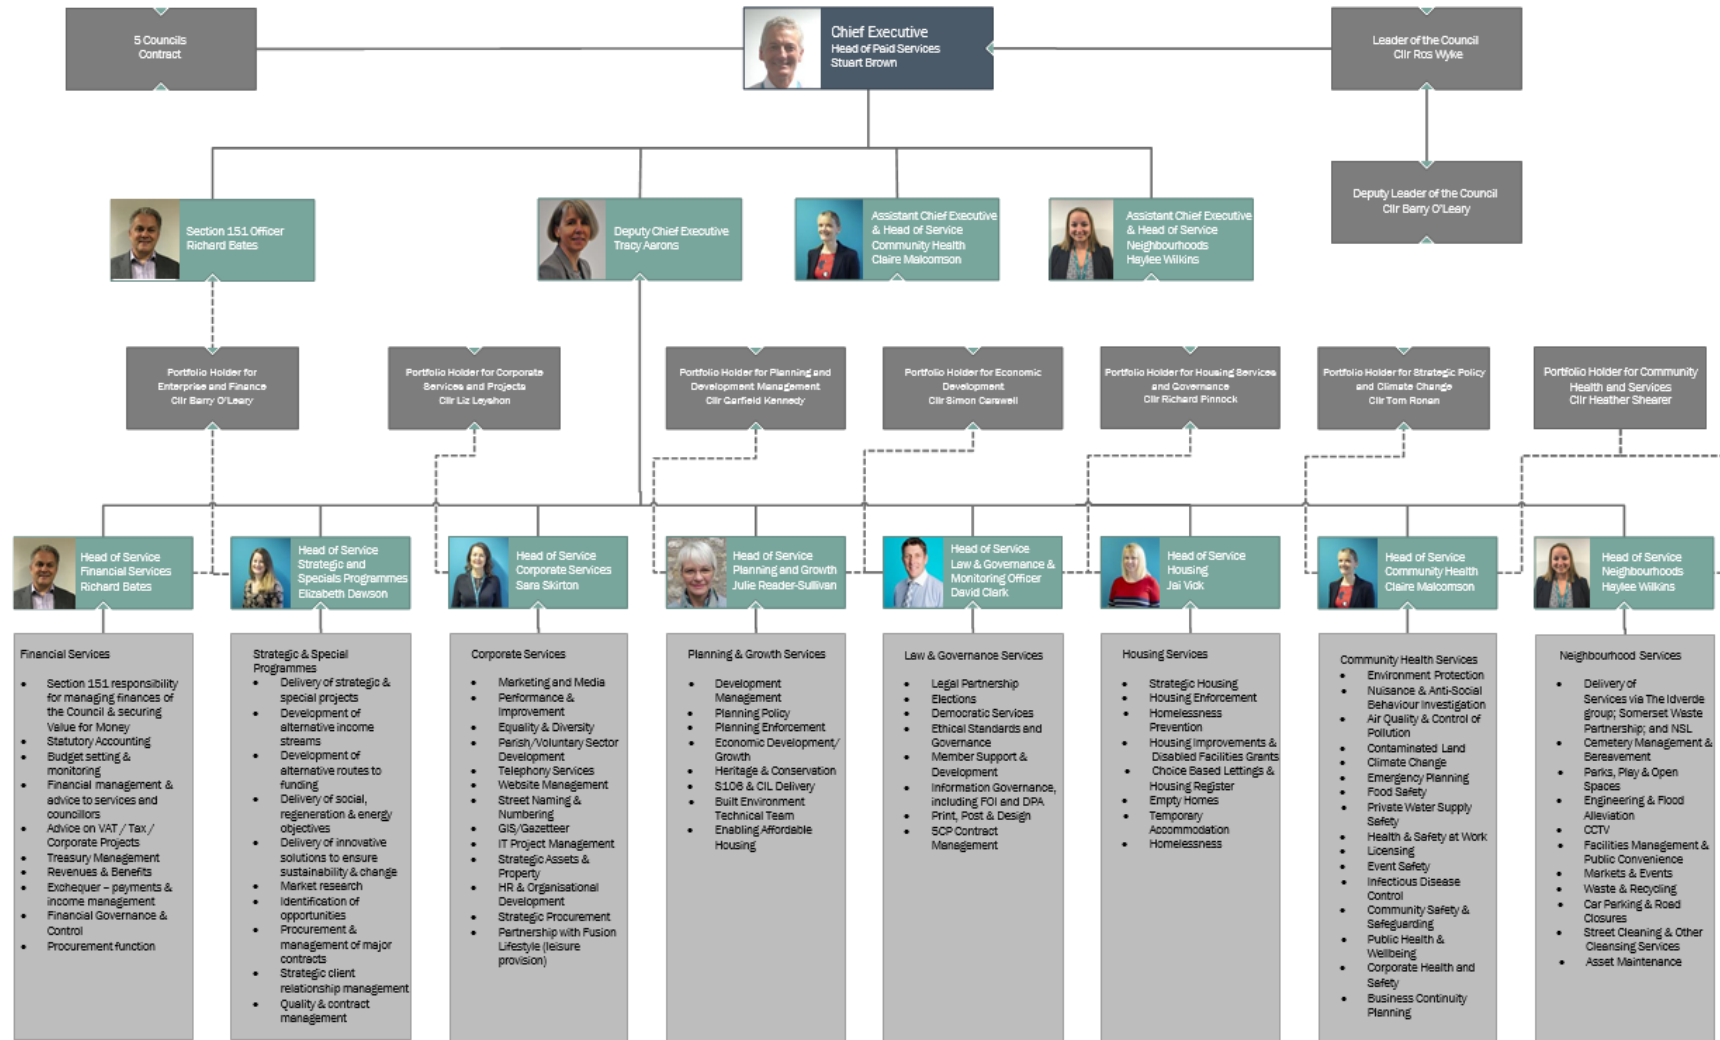 5 Councils
Contract
Chief Executive
Head of Paid Services
Stuart Brown
Leader of the Council
Cllr Ros Wyke
Deputy Leader of the Council
Cllr Barry O'Leary
Section 151 Officer
Richard Bates
Deputy Chief Executive
Tracy Aarons
Assistant Chief Executive
& Head of Service
Community Health
Claire Malcomson
Assistant Chief Executive
& Head of Service
Neighbourhoods
Haylee Wilkins
Portfolio Holder for
Enterprise and Finance
Cllr Barry O'Leary
Portfolio Holder for Corporate
Services and Projects
Cllr Liz Leyshon
Portfolio Holder for Planning and
Development Management
Cllr Garfield Kennedy
Portfolio Holder for Economic
Development
Cllr Simon Carswell
Portfolio Holder for Housing Services
and Governance
Cllr Richard Pinnock
Portfolio Holder for Strategic Policy
and Climate Change
Cllr Tom Ronan
Portfolio Holder for Community
Health and Services
Cllr Heather Shearer
Head of Service
Financial Services
Richard Bates
Head of Service
Strategic and
Specials Programmes
Elizabeth Dawson
Head of Service
Corporate Services
Sara Skirton
Head of Service
Planning and Growth
Julie Reader-Sullivan
Head of Service
Law & Governance &
Monitoring Officer
David Clark
Head of Service
Housing
Jai Vick
Head of Service
Community Health
Claire Malcomson
Head of Service
Neighbourhoods
Haylee Wilkins
Financial Services
• Section 151 responsibility
for managing finances of
the Council & securing
Value for Money
• Statutory Accounting
• Budget setting &
monitoring
• Financial management &
advice to services and
councillors
• Advice on VAT / Tax /
Corporate Projects
• Treasury Management
• Revenues & Benefits
• Exchequer – payments &
income management
• Financial Governance &
Control
• Procurement function
Strategic & Special
Programmes
• Delivery of strategic &
special projects
• Development of
alternative income
streams
• Development of
alternative routes to
funding
• Delivery of social,
regeneration & energy
objectives
• Delivery of innovative
solutions to ensure
sustainability & change
• Market research
• Identification of
opportunities
• Procurement &
management of major
contracts
• Strategic client
relationship management
• Quality & contract
management
Corporate Services
• Marketing and Media
• Performance &
Improvement
• Equality & Diversity
• Parish/Voluntary Sector
Development
• Telephony Services
• Website Management
• Street Naming &
Numbering
• GIS/Gazetteer
• IT Project Management
• Strategic Assets &
Property
• HR & Organisational
Development
• Strategic Procurement
• Partnership with Fusion
Lifestyle (leisure
provision)
Planning & Growth Services
• Development
Management
• Planning Policy
• Planning Enforcement
• Economic Development/
Growth
• Heritage & Conservation
• S106 & CIL Delivery
• Built Environment
Technical Team
• Enabling Affordable
Housing
Law & Governance Services
• Legal Partnership
• Elections
• Democratic Services
• Ethical Standards and
Governance
• Member Support &
Development
• Information Governance,
including FOI and DPA
• Print, Post & Design
• 5CP Contract
Management
Housing Services
• Strategic Housing
• Housing Enforcement
• Homelessness
Prevention
• Housing Improvements &
Disabled Facilities Grants
• Choice Based Lettings &
Housing Register
• Empty Homes
• Temporary
Accommodation
• Homelessness
Community Health Services
• Environment Protection
• Nuisance & Anti-Social
Behaviour Investigation
• Air Quality & Control of
Pollution
• Contaminated Land
• Climate Change
• Emergency Planning
• Food Safety
• Private Water Supply
Safety
• Health & Safety at Work
• Licensing
• Event Safety
• Infectious Disease
Control
• Community Safety &
Safeguarding
• Public Health &
Wellbeing
• Corporate Health and
Safety
• Business Continuity
Planning
Neighbourhood Services
• Delivery of
Services via The Idverde
group; Somerset Waste
Partnership; and NSL
• Cemetery Management &
Bereavement
• Parks, Play & Open
Spaces
• Engineering & Flood
Alleviation
• CCTV
• Facilities Management &
Public Convenience
• Markets & Events
• Waste & Recycling
• Car Parking & Road
Closures
• Street Cleaning & Other
Cleansing Services
• Asset Maintenance